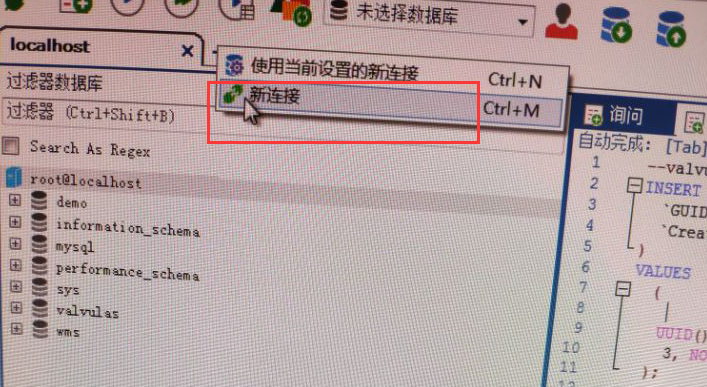 未选择数据库
localhost
使用当前设置的新连接 Ctrl+N
新连接 Ctrl+M
过滤器数据库
过滤器 (Ctrl+Shift+B)
Search As Regex
root@localhost
demo
information_schema
mysql
performance_schema
sys
valvulas
wms
询问
自动完成: [Tab]
1 --valvu
2 INSERT
3 `GUID
4 `Crea
5 )
6 VALUES
7 (
8
9 UUID()
10 3, NO
11 );
12